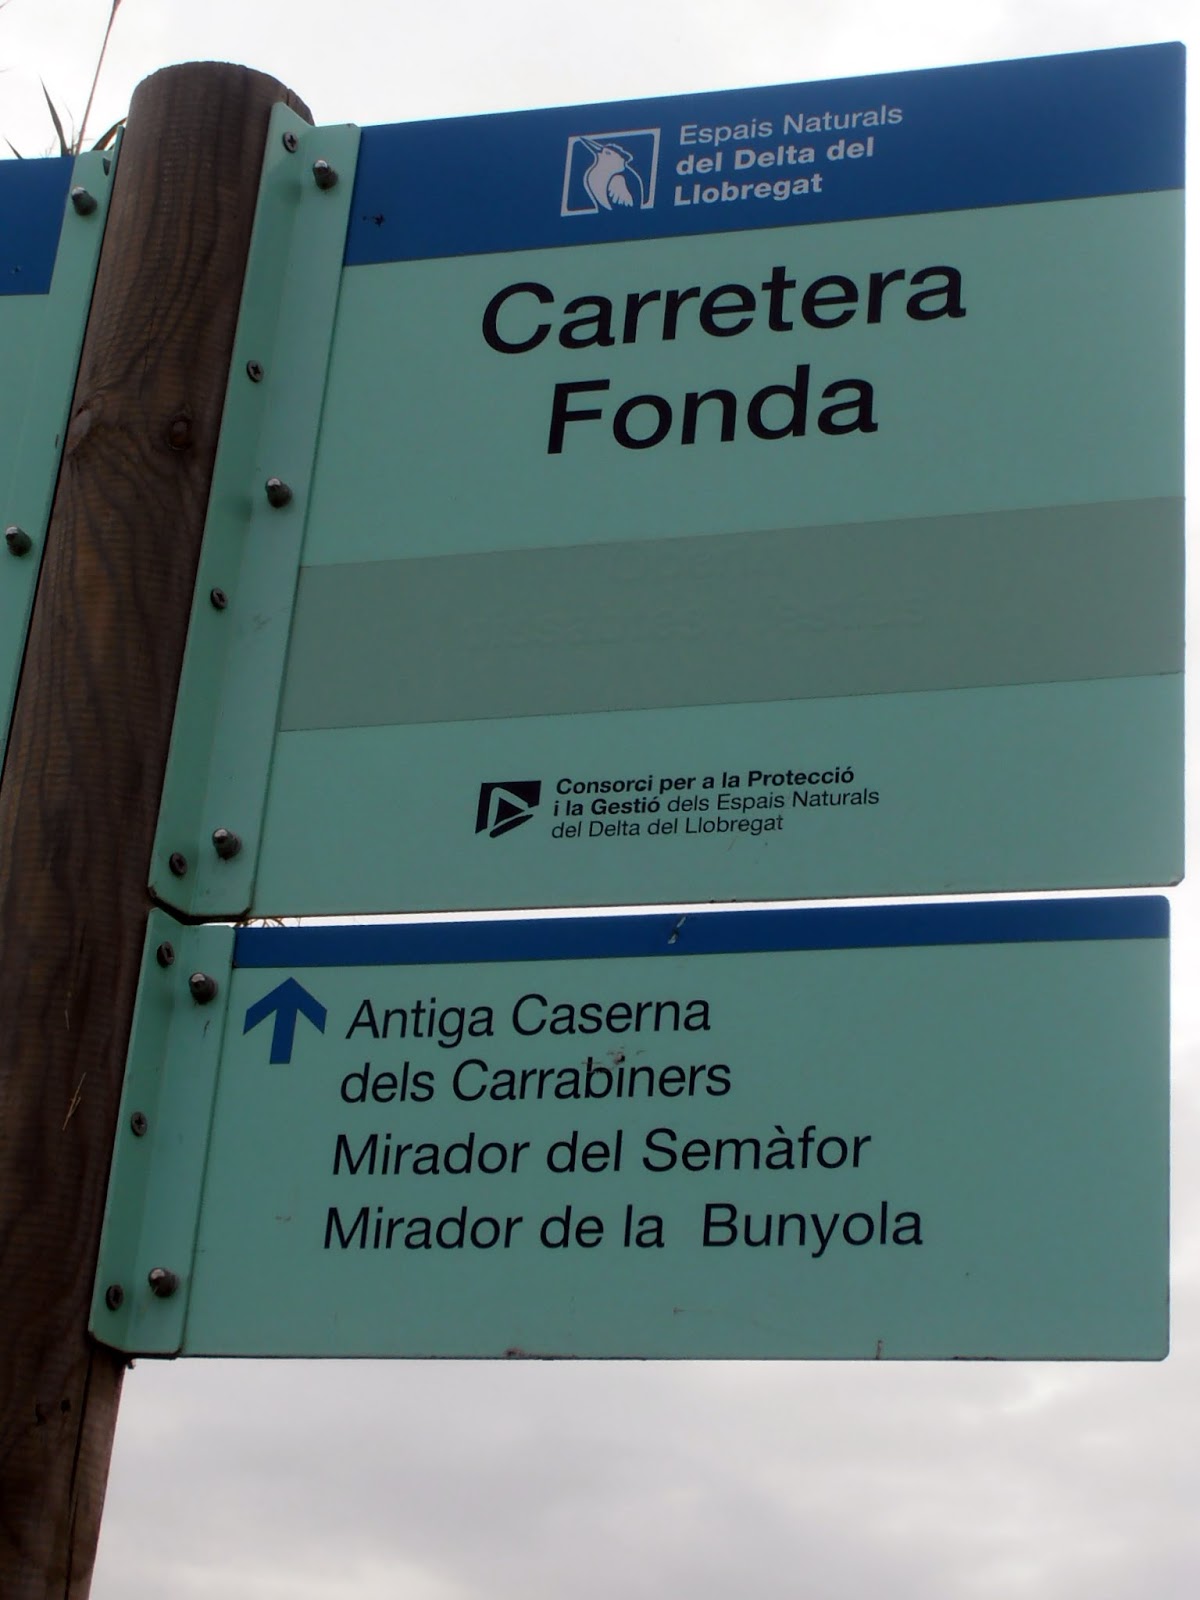 Espais Naturals
del Delta del
Llobregat
Carretera
Fonda
Consorci per a la Protecció
i la Gestió dels Espais Naturals
del Delta del Llobregat
Antiga Caserna
dels Carrabiners
Mirador del Semàfor
Mirador de la Bunyola